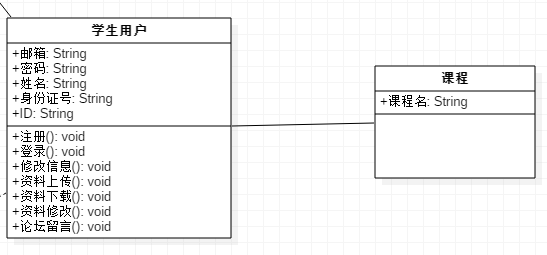 学生用户
+邮箱: String
+密码: String
+姓名: String
+身份证号: String
+ID: String
+注册(): void
+登录(): void
+修改信息(): void
+资料上传(): void
+资料下载(): void
+资料修改(): void
+论坛留言(): void
课程
+课程名: String